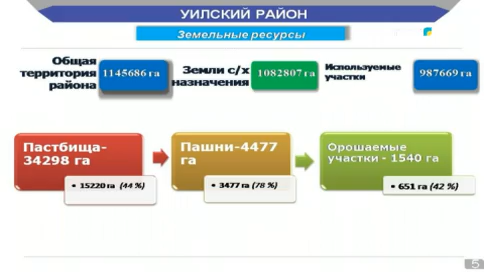 УИЛСКИЙ РАЙОН
Земельные ресурсы
Общая
территория
района
1145686 га
Земли с/х
назначения
1082807 га
Используемые
участки
987669 га
Пастбища-
34298 га
• 15220 га (44 %)
Пашни-4477
га
• 3477 га (78 %)
Орошаемые
участки - 1540 га
• 651 га (42 %)
5